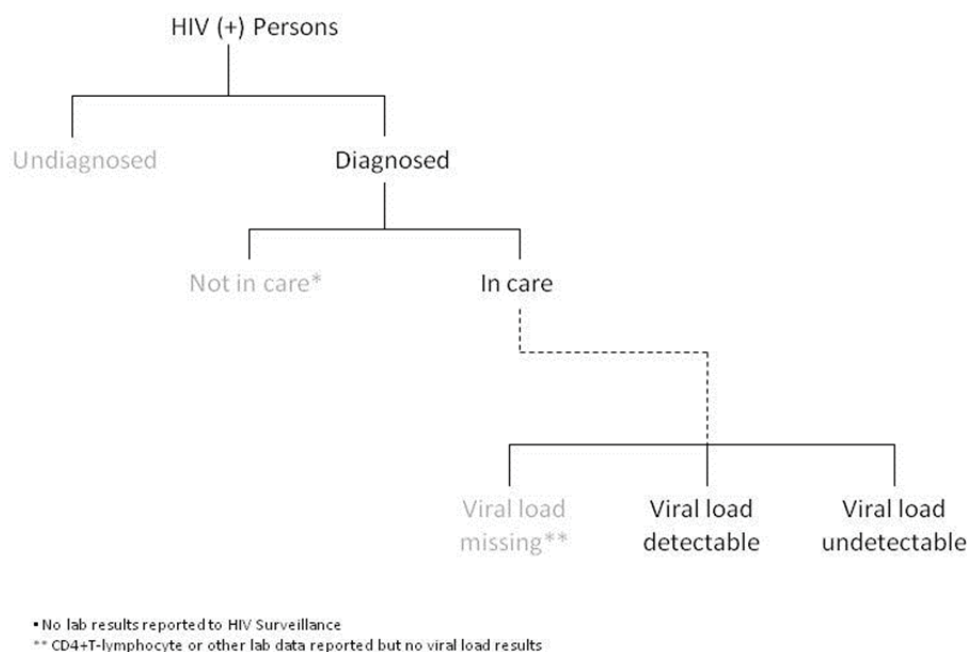 HIV (+) Persons
Undiagnosed
Diagnosed
Not in care*
In care
Viral load
missing**
Viral load
detectable
Viral load
undetectable
• No lab results reported to HIV Surveillance
** CD4+T-lymphocyte or other lab data reported but no viral load results